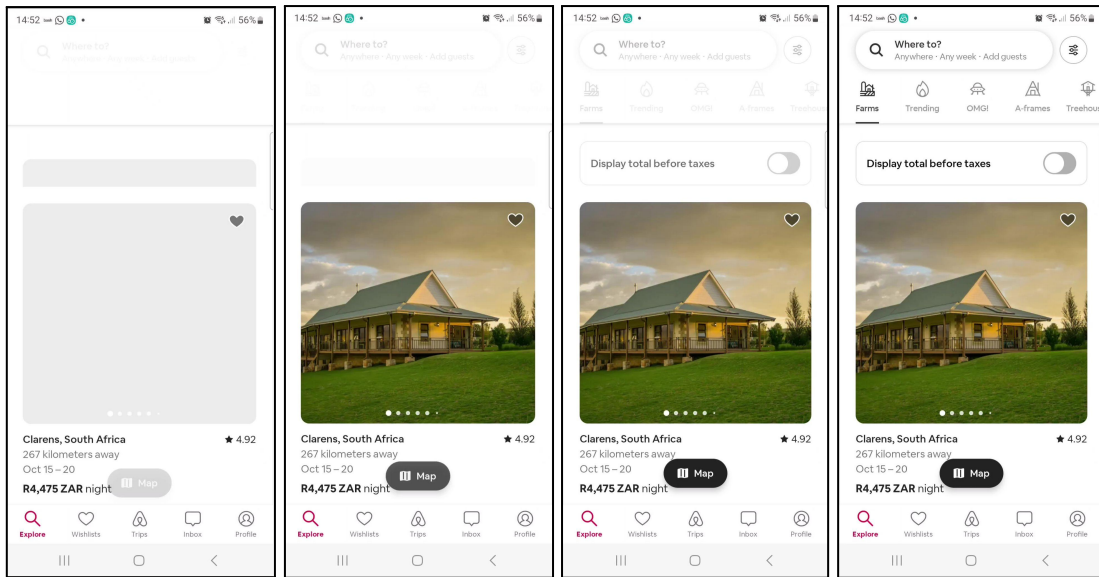 14:52
56%
Where to?
Anywhere · Any week · Add guests
Clarens, South Africa
★ 4.92
267 kilometers away
Oct 15 – 20
Map
R4,475 ZAR night
Explore
Wishlists
Trips
Inbox
Profile
14:52
56%
Where to?
Anywhere · Any week · Add guests
Clarens, South Africa
★ 4.92
267 kilometers away
Oct 15 – 20
Map
R4,475 ZAR night
Explore
Wishlists
Trips
Inbox
Profile
14:52
56%
Where to?
Anywhere · Any week · Add guests
Farms
Trending
OMG!
A-frames
Treehou
Display total before taxes
Clarens, South Africa
★ 4.92
267 kilometers away
Oct 15 – 20
Map
R4,475 ZAR night
Explore
Wishlists
Trips
Inbox
Profile
14:52
56%
Where to?
Anywhere · Any week · Add guests
Farms
Trending
OMG!
A-frames
Treehou
Display total before taxes
Clarens, South Africa
★ 4.92
267 kilometers away
Oct 15 – 20
Map
R4,475 ZAR night
Explore
Wishlists
Trips
Inbox
Profile